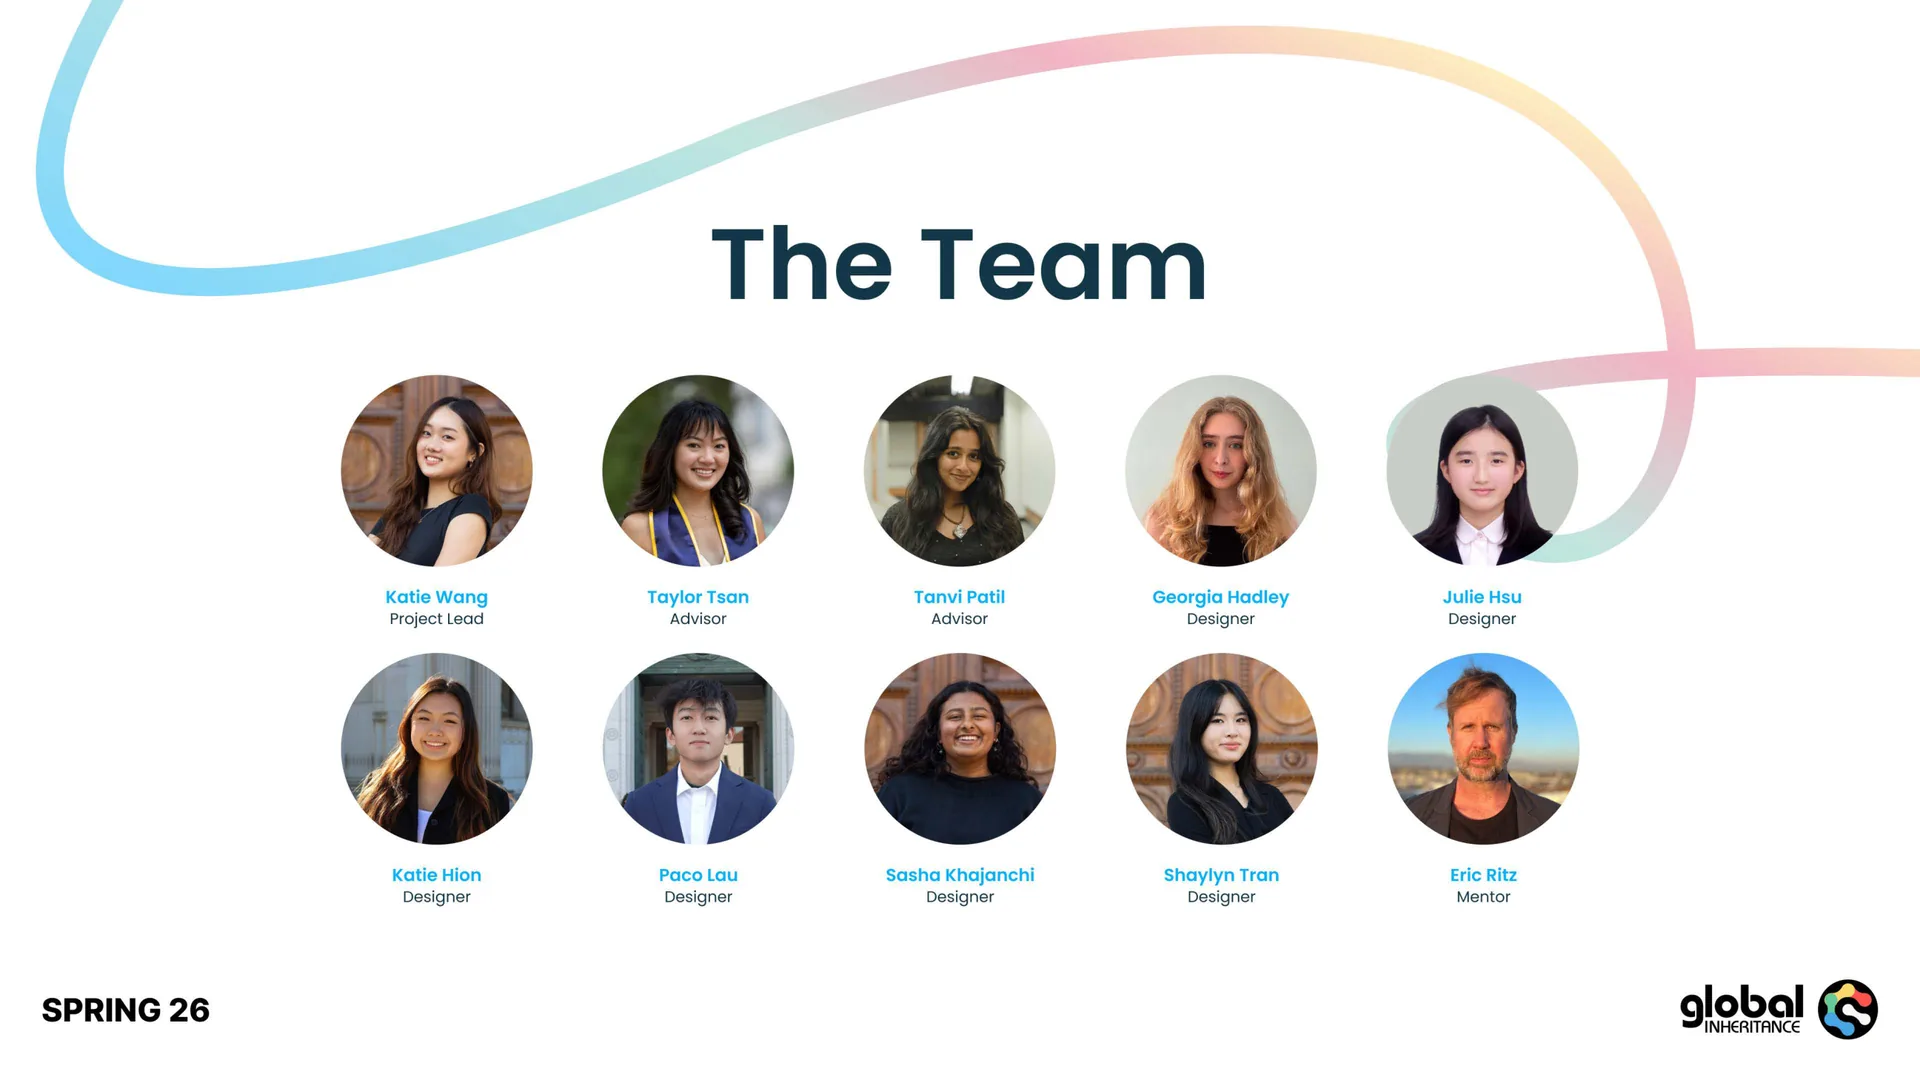 The Team
Katie Wang
Project Lead
Taylor Tsan
Advisor
Tanvi Patil
Advisor
Georgia Hadley
Designer
Julie Hsu
Designer
Katie Hion
Designer
Paco Lau
Designer
Sasha Khajanchi
Designer
Shaylyn Tran
Designer
Eric Ritz
Mentor
SPRING 26
global
INHERITANCE